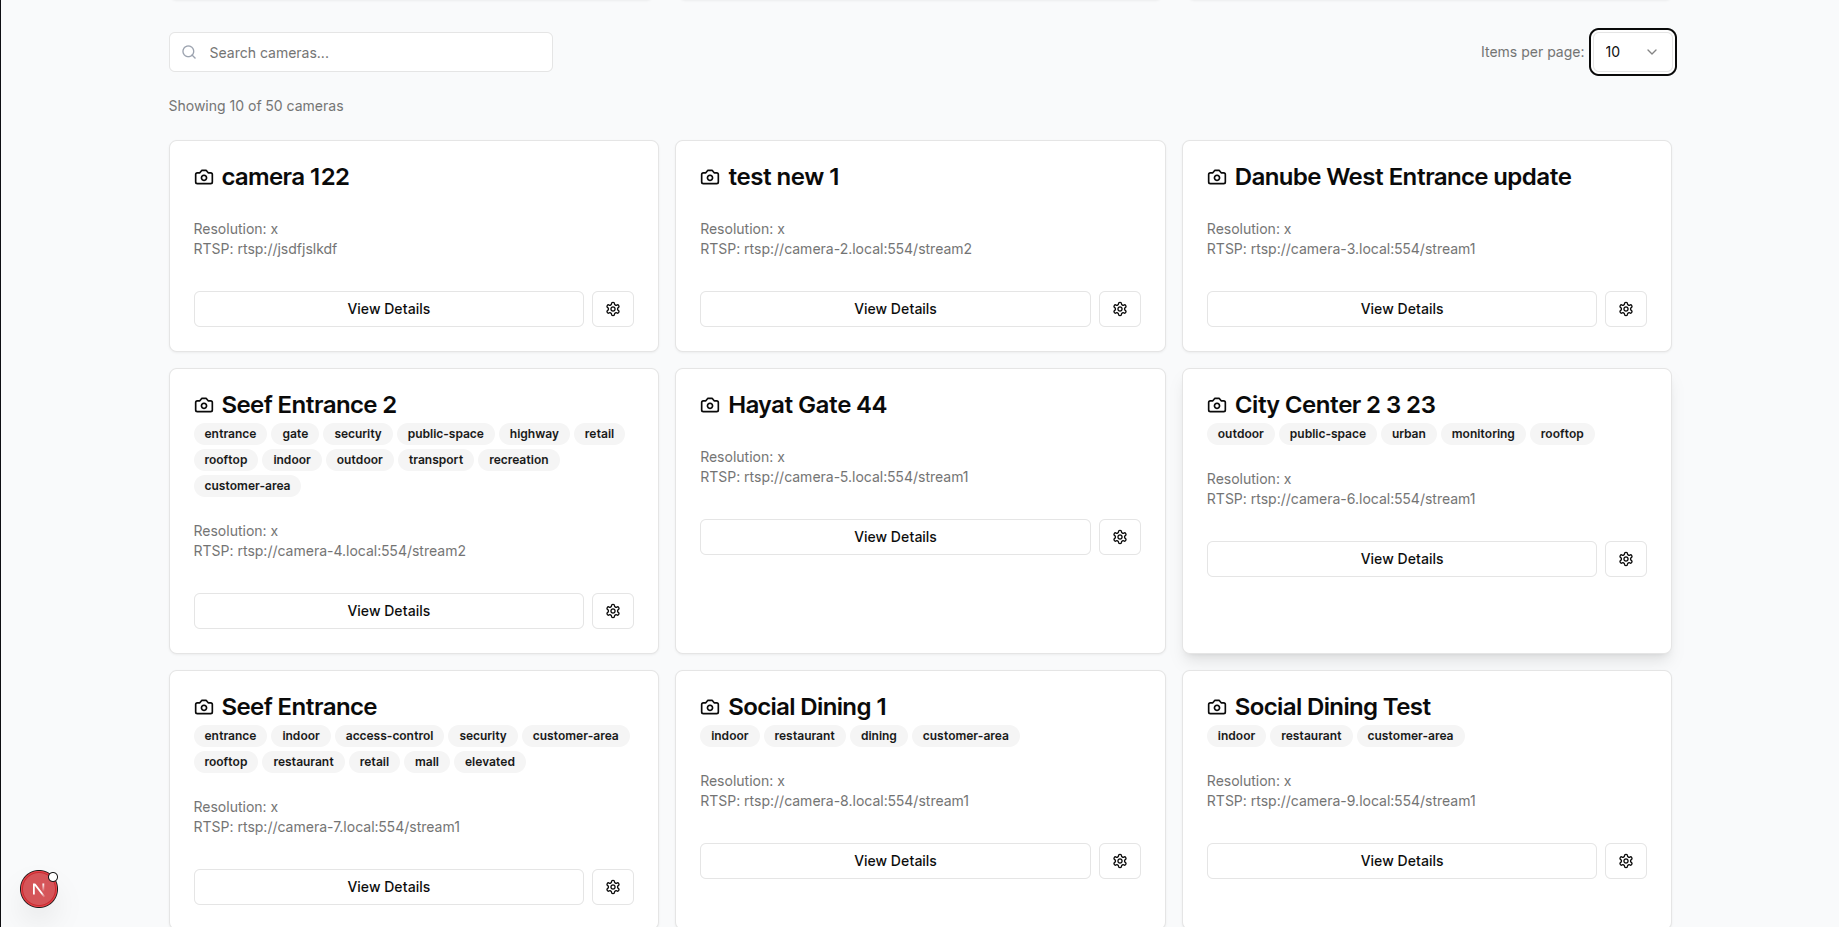 Search cameras...
Items per page: 10
Showing 10 of 50 cameras
camera 122
Resolution: x
RTSP: rtsp://jsdfjslkdf
View Details
test new 1
Resolution: x
RTSP: rtsp://camera-2.local:554/stream2
View Details
Danube West Entrance update
Resolution: x
RTSP: rtsp://camera-3.local:554/stream1
View Details
Seef Entrance 2
entrance gate security public-space highway retail
rooftop indoor outdoor transport recreation
customer-area
Resolution: x
RTSP: rtsp://camera-4.local:554/stream2
View Details
Hayat Gate 44
Resolution: x
RTSP: rtsp://camera-5.local:554/stream1
View Details
City Center 2 3 23
outdoor public-space urban monitoring rooftop
Resolution: x
RTSP: rtsp://camera-6.local:554/stream1
View Details
Seef Entrance
entrance indoor access-control security customer-area
rooftop restaurant retail mall elevated
Resolution: x
RTSP: rtsp://camera-7.local:554/stream1
View Details
Social Dining 1
indoor restaurant dining customer-area
Resolution: x
RTSP: rtsp://camera-8.local:554/stream1
View Details
Social Dining Test
indoor restaurant customer-area
Resolution: x
RTSP: rtsp://camera-9.local:554/stream1
View Details
N